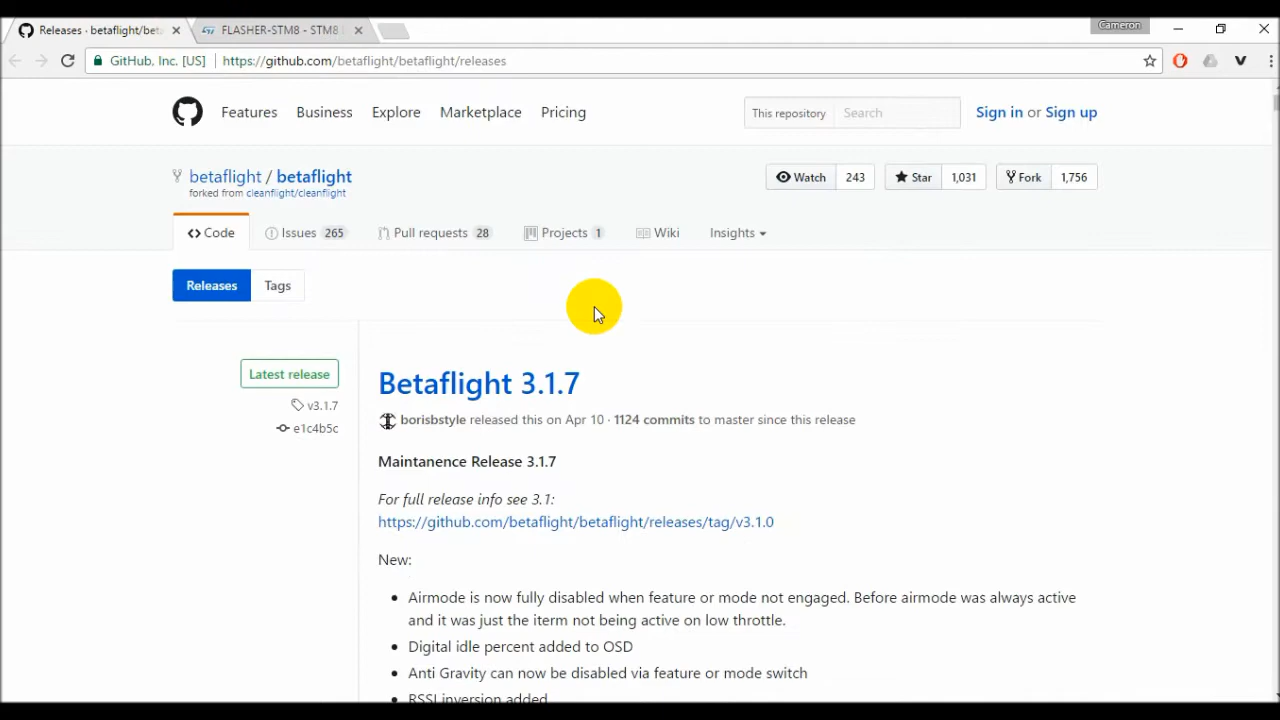 Releases · betaflight/bet
FLASHER-STM8 - STM8
Cameron
GitHub, Inc. [US]
https://github.com/betaflight/betaflight/releases
Features Business Explore Marketplace Pricing
This repository Search
Sign in or Sign up
betaflight / betaflight
forked from cleanflight/cleanflight
Watch 243 Star 1,031 Fork 1,756
Code Issues 265 Pull requests 28 Projects 1 Wiki Insights
Releases Tags
Latest release
v3.1.7
e1c4b5c
Betaflight 3.1.7
borisbstyle released this on Apr 10 · 1124 commits to master since this release
Maintanence Release 3.1.7
For full release info see 3.1:
https://github.com/betaflight/betaflight/releases/tag/v3.1.0
New:
Airmode is now fully disabled when feature or mode not engaged. Before airmode was always active
and it was just the iterm not being active on low throttle.
Digital idle percent added to OSD
Anti Gravity can now be disabled via feature or mode switch
RSSI inversion added